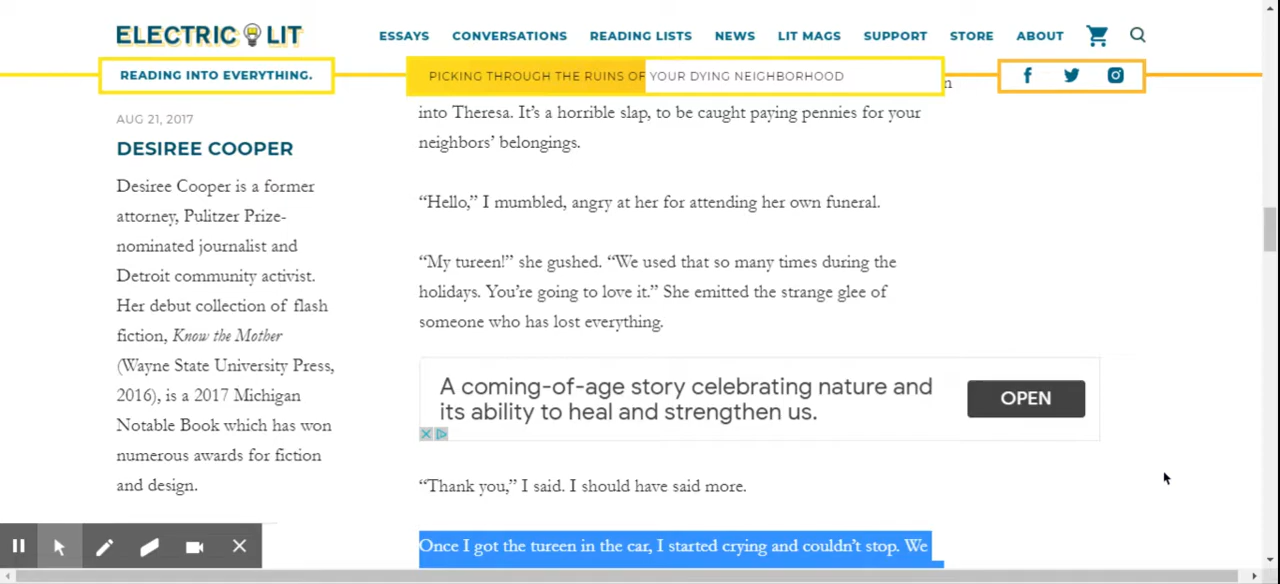 ELECTRIC LIT
ESSAYS CONVERSATIONS READING LISTS NEWS LIT MAGS SUPPORT STORE ABOUT
READING INTO EVERYTHING.
PICKING THROUGH THE RUINS OF YOUR DYING NEIGHBORHOOD
AUG 21, 2017
DESIREE COOPER
Desiree Cooper is a former
attorney, Pulitzer Prize-
nominated journalist and
Detroit community activist.
Her debut collection of flash
fiction, Know the Mother
(Wayne State University Press,
2016), is a 2017 Michigan
Notable Book which has won
numerous awards for fiction
and design.
into Theresa. It’s a horrible slap, to be caught paying pennies for your
neighbors’ belongings.
“Hello,” I mumbled, angry at her for attending her own funeral.
“My tureen!” she gushed. “We used that so many times during the
holidays. You’re going to love it.” She emitted the strange glee of
someone who has lost everything.
A coming-of-age story celebrating nature and
its ability to heal and strengthen us.
OPEN
“Thank you,” I said. I should have said more.
Once I got the tureen in the car, I started crying and couldn’t stop. We